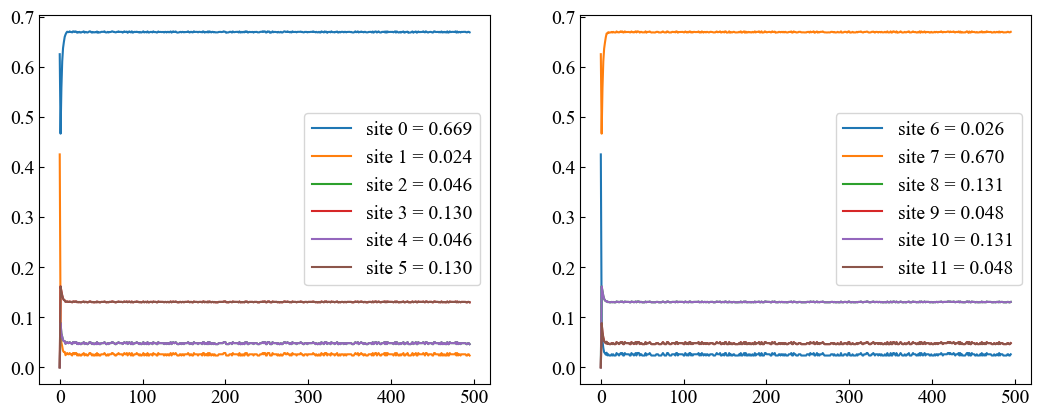 0.7
0.6
0.5
0.4
0.3
0.2
0.1
0.0
0 100 200 300 400 500
site 0 = 0.669
site 1 = 0.024
site 2 = 0.046
site 3 = 0.130
site 4 = 0.046
site 5 = 0.130
0.7
0.6
0.5
0.4
0.3
0.2
0.1
0.0
0 100 200 300 400 500
site 6 = 0.026
site 7 = 0.670
site 8 = 0.131
site 9 = 0.048
site 10 = 0.131
site 11 = 0.048